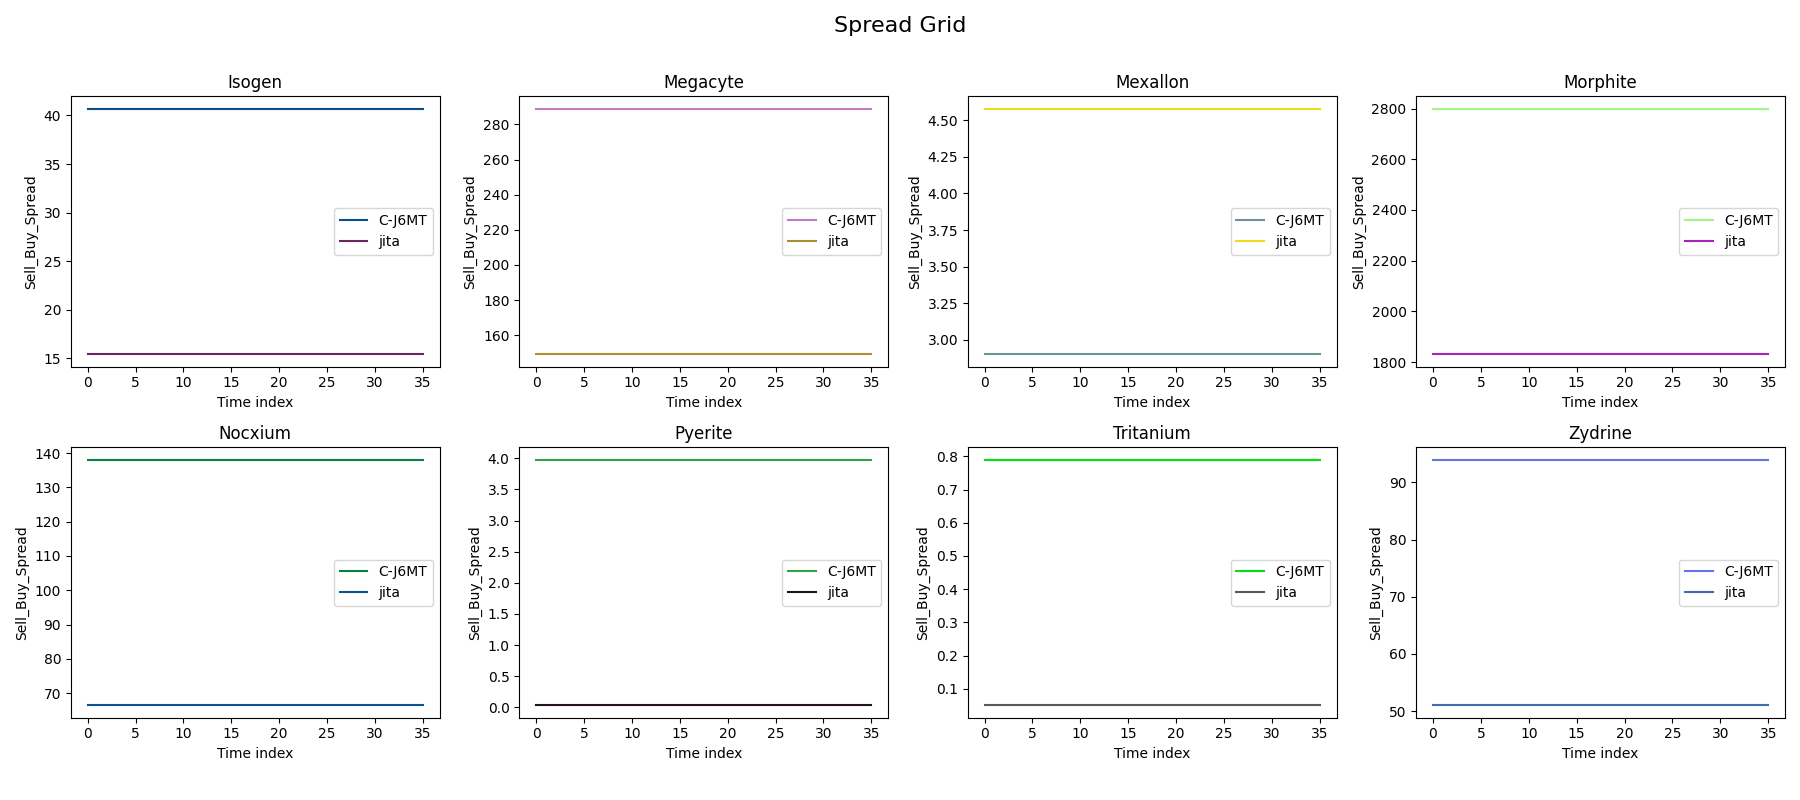 Spread Grid
Isogen
40
35
30
25
20
15
Sell_Buy_Spread
C-J6MT
jita
0 5 10 15 20 25 30 35
Time index
Megacyte
280
260
240
220
200
180
160
Sell_Buy_Spread
C-J6MT
jita
0 5 10 15 20 25 30 35
Time index
Mexallon
4.50
4.25
4.00
3.75
3.50
3.25
3.00
Sell_Buy_Spread
C-J6MT
jita
0 5 10 15 20 25 30 35
Time index
Morphite
2800
2600
2400
2200
2000
1800
Sell_Buy_Spread
C-J6MT
jita
0 5 10 15 20 25 30 35
Time index
Nocxium
140
130
120
110
100
90
80
70
Sell_Buy_Spread
C-J6MT
jita
0 5 10 15 20 25 30 35
Time index
Pyerite
4.0
3.5
3.0
2.5
2.0
1.5
1.0
0.5
0.0
Sell_Buy_Spread
C-J6MT
jita
0 5 10 15 20 25 30 35
Time index
Tritanium
0.8
0.7
0.6
0.5
0.4
0.3
0.2
0.1
Sell_Buy_Spread
C-J6MT
jita
0 5 10 15 20 25 30 35
Time index
Zydrine
90
80
70
60
50
Sell_Buy_Spread
C-J6MT
jita
0 5 10 15 20 25 30 35
Time index